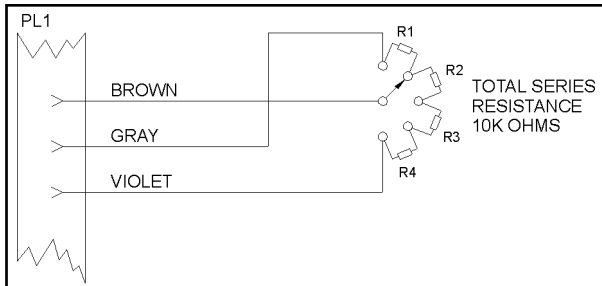 PL1
BROWN
GRAY
VIOLET
R1
R2
R3
R4
TOTAL SERIES
RESISTANCE
10K OHMS